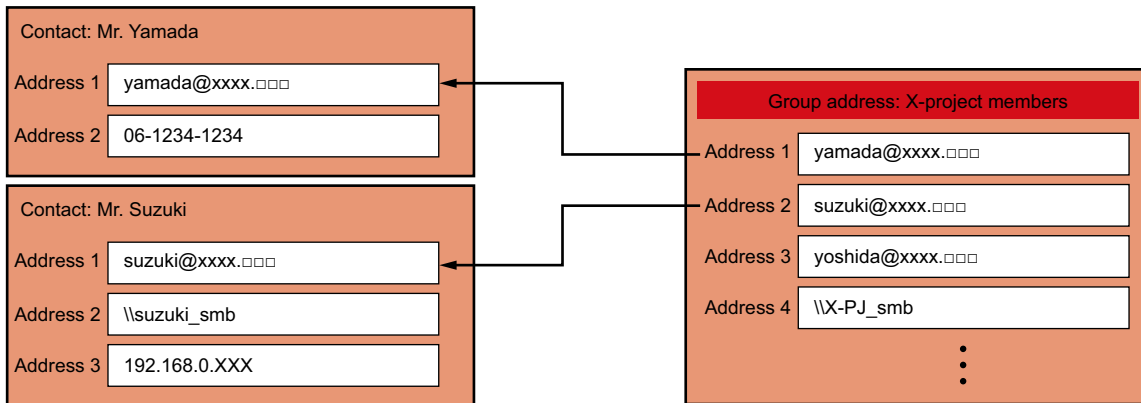 Contact: Mr. Yamada
Address 1 yamada@xxxx.□□□
Address 2 06-1234-1234
Contact: Mr. Suzuki
Address 1 suzuki@xxxx.□□□
Address 2 \\suzuki_smb
Address 3 192.168.0.XXX
Group address: X-project members
Address 1 yamada@xxxx.□□□
Address 2 suzuki@xxxx.□□□
Address 3 yoshida@xxxx.□□□
Address 4 \\X-PJ_smb